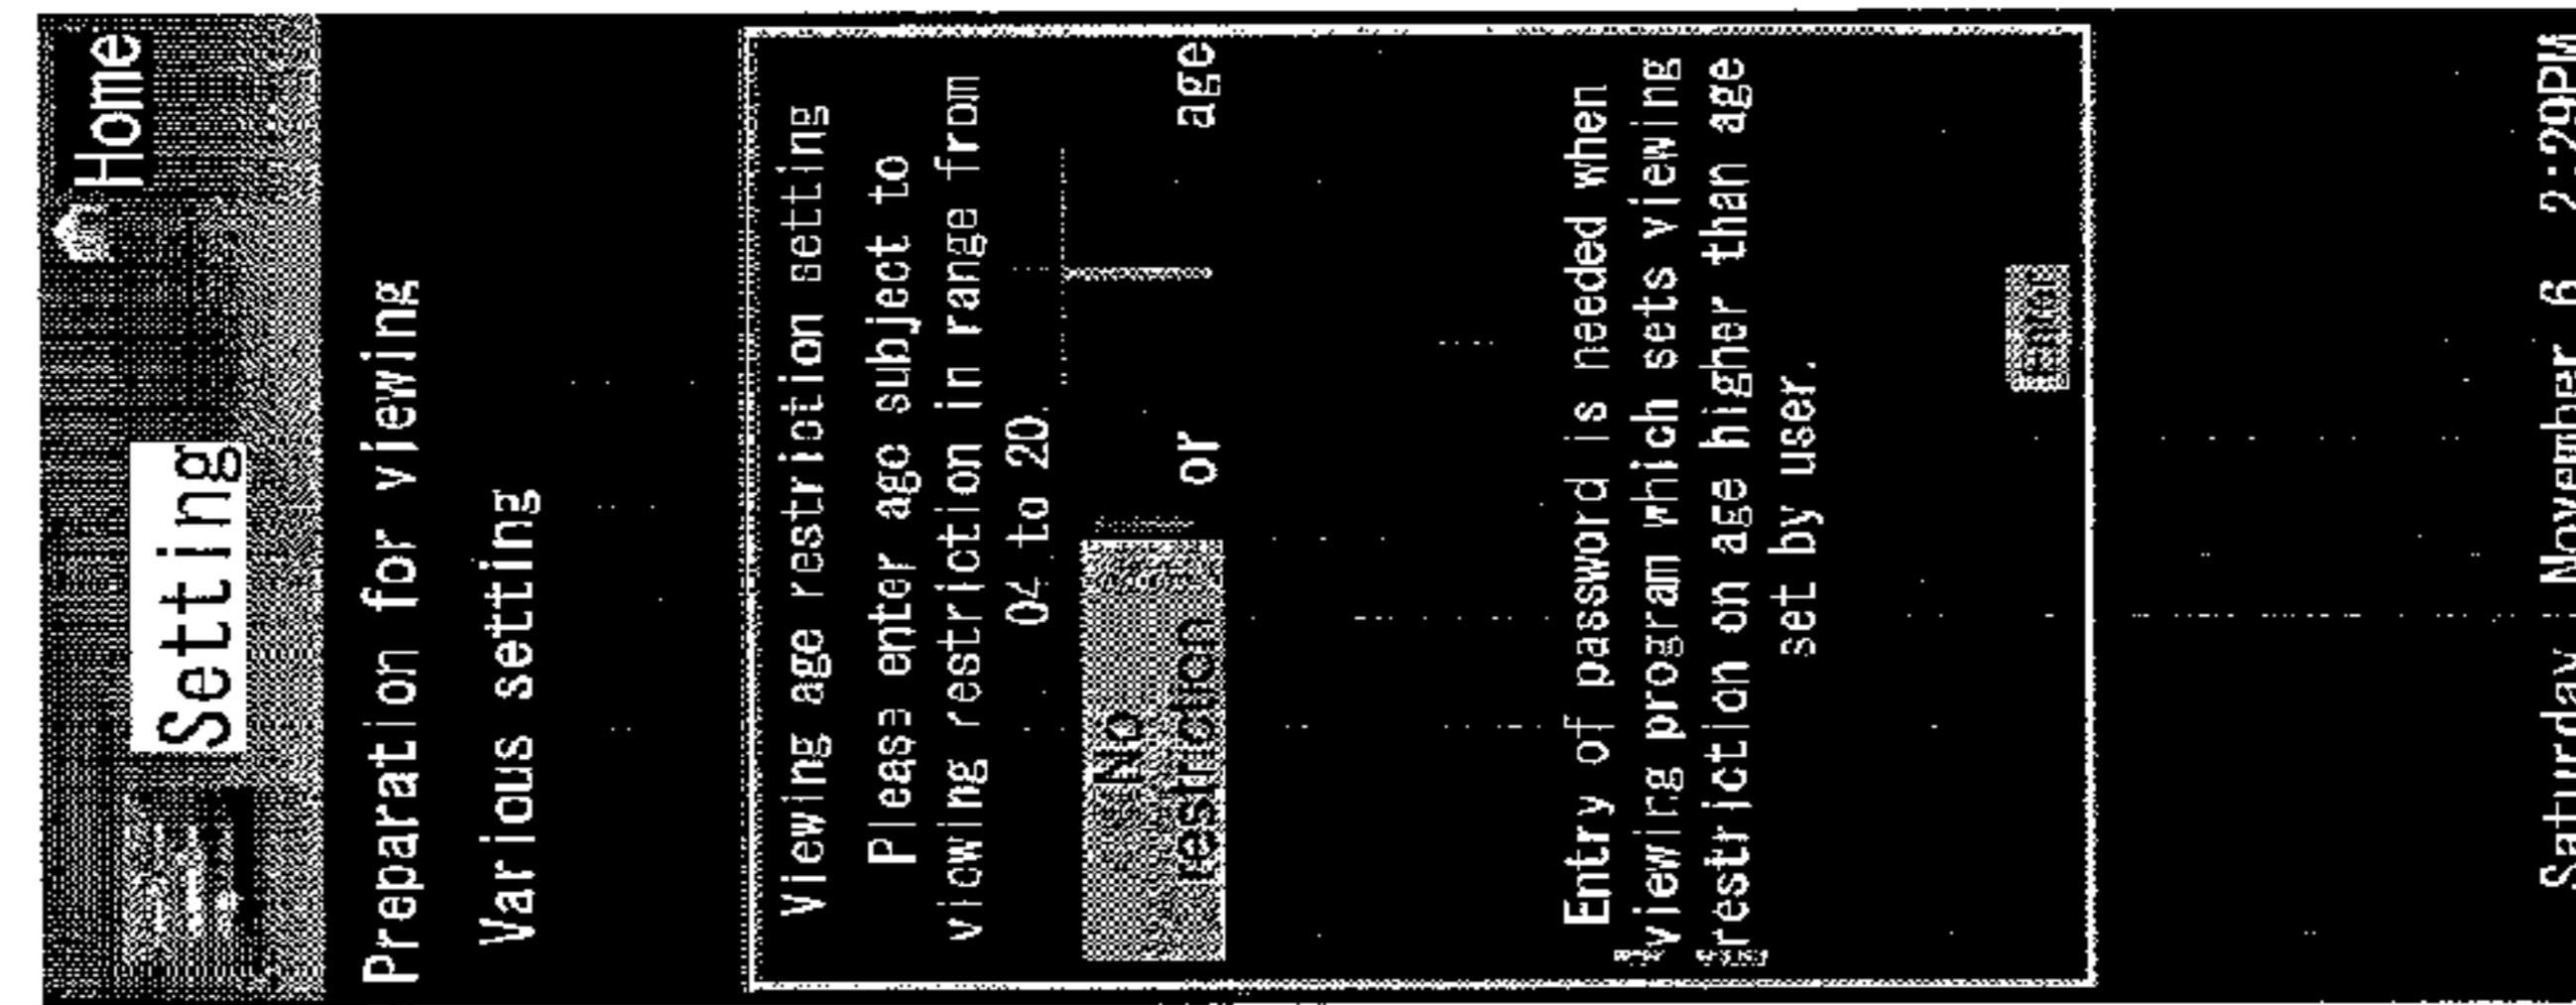 Setting
Home
Preparation for viewing
Various setting
Viewing age restriction setting
Please enter age subject to
viewing restriction in range from
04 to 20.
No
restriction
or
age
Entry of password is needed when
viewing program which sets viewing
restriction on age higher than age
set by user.
Saturday, November 6 2:29PM